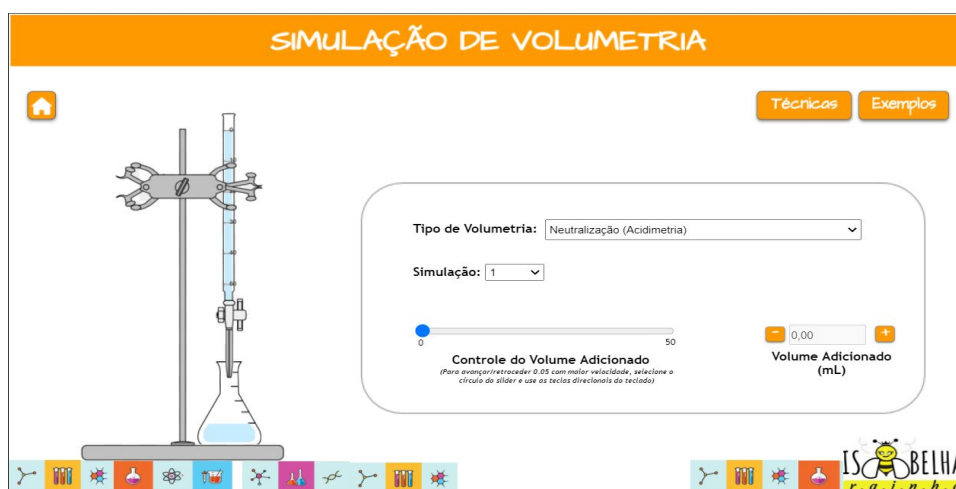 SIMULAÇÃO DE VOLUMETRIA
Técnicas Exemplos
Tipo de Volumetria: Neutralização (Acidimetria)
Simulação: 1
0 50
- 0,00 +
Controle do Volume Adicionado
(Para avançar/retroceder 0.05 com maior velocidade, selecione o
círculo do slider e use as teclas direcionais do teclado)
Volume Adicionado
(mL)